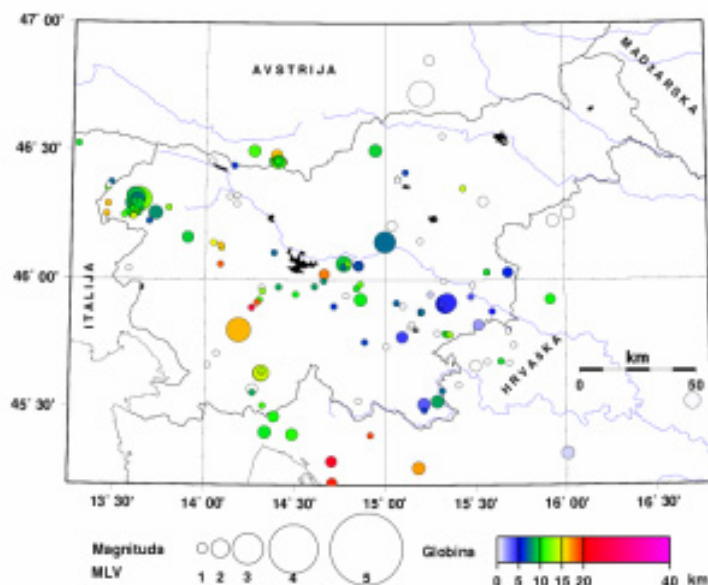 47° 00'
46° 30'
46° 00'
45° 30'
AVSTRIJA
MADŽARSKA
ITALIJA
HRVAŠKA
km
0 50
13° 30' 14° 00' 14° 30' 15° 00' 15° 30' 16° 00' 16° 30'
Magnituda
MLV
1 2 3 4 5
Globina
km
0 5 10 15 20 40